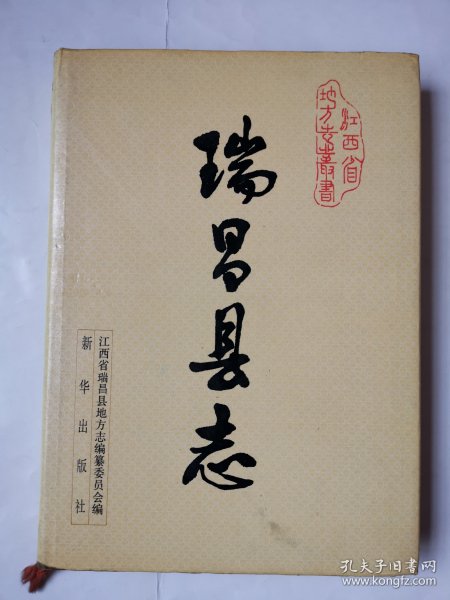 江西省
地方志丛書
瑞昌县志
江西省瑞昌县地方志编纂委员会编
新华出版社
孔夫子旧书网
www.kongfz.com